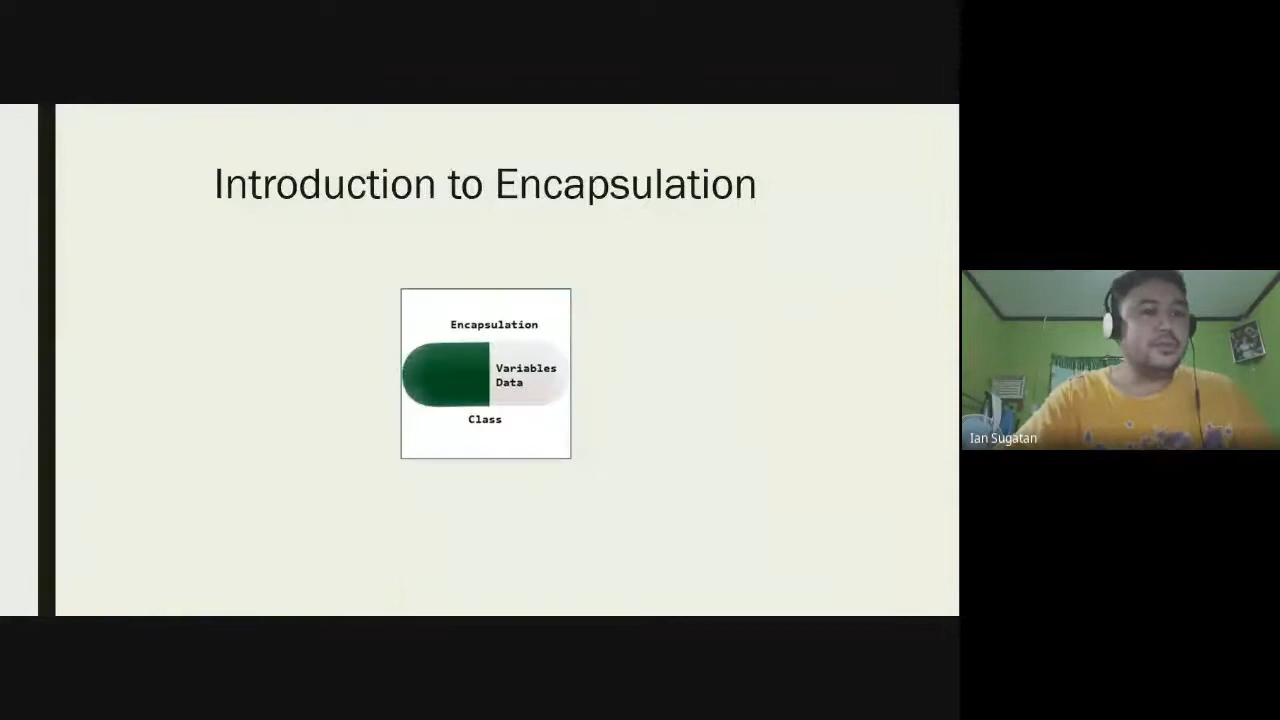 Introduction to Encapsulation
Encapsulation
Variables
Data
Class
Ian Sugatan